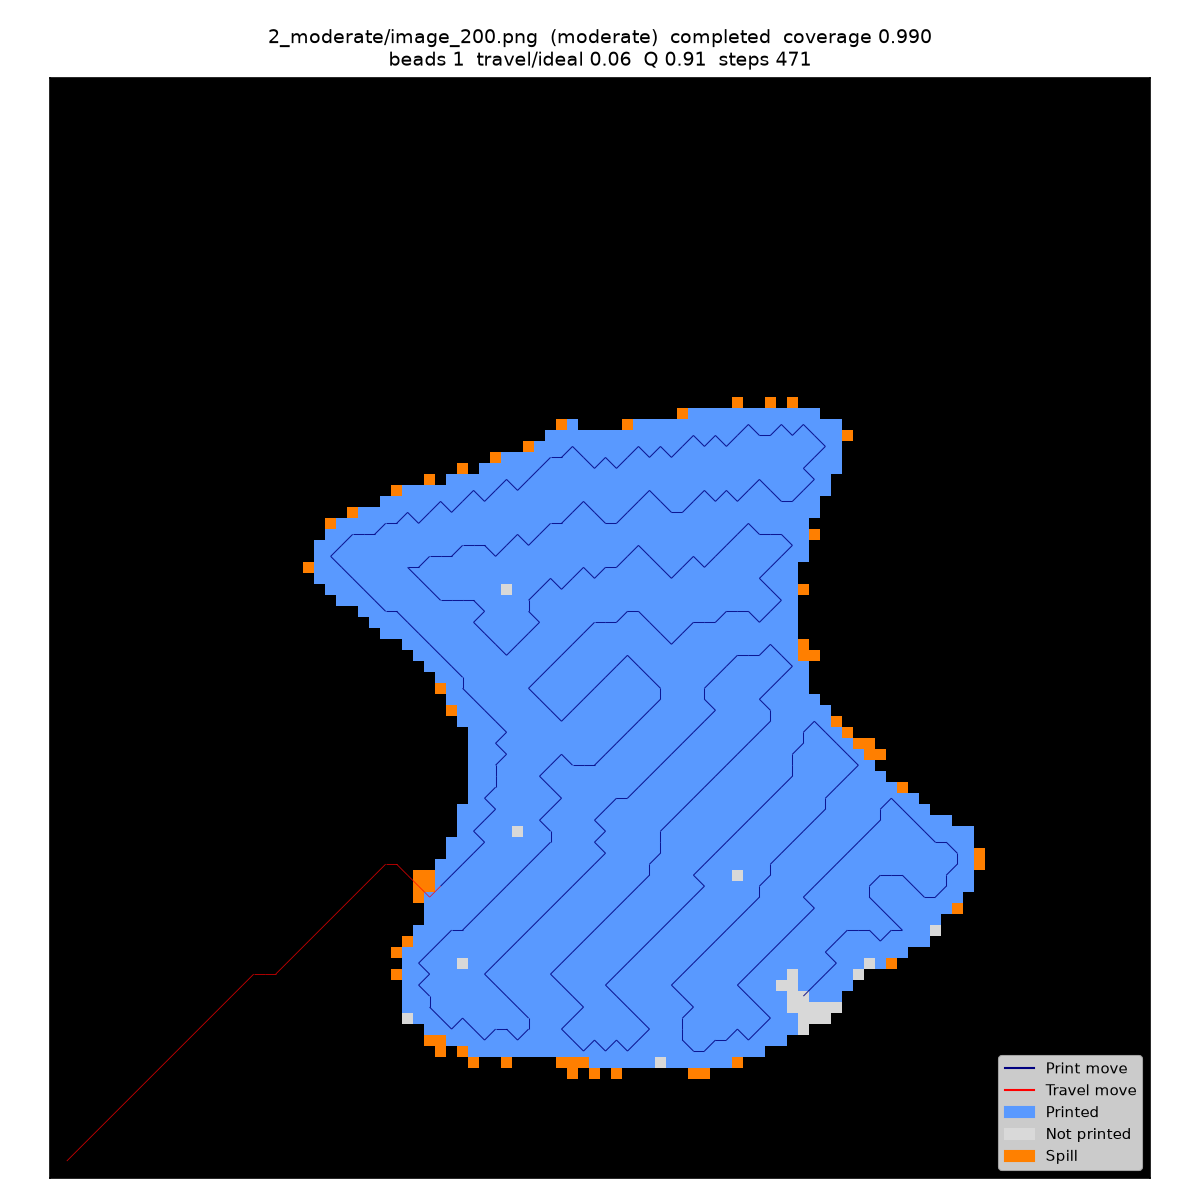 2_moderate/image_200.png  (moderate)  completed  coverage 0.990
beads 1  travel/ideal 0.06  Q 0.91  steps 471
Print move
Travel move
Printed
Not printed
Spill